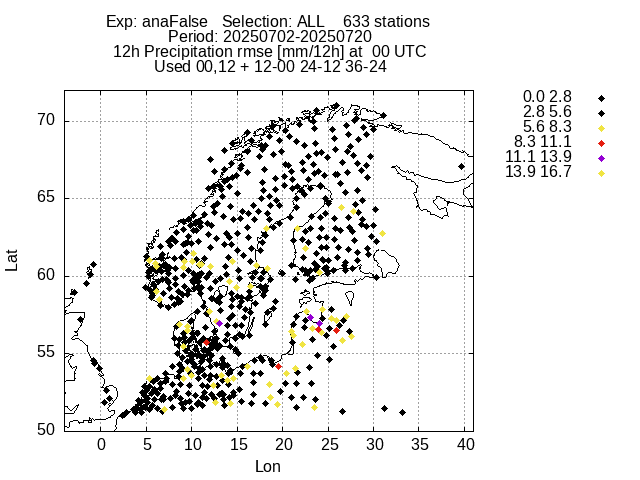 Exp: anaFalse   Selection: ALL    633 stations
Period: 20250702-20250720
12h Precipitation rmse [mm/12h] at  00 UTC
Used 00,12 + 12-00 24-12 36-24
70
65
60
55
50
0 5 10 15 20 25 30 35 40
Lat
Lon
0.0 2.8
2.8 5.6
5.6 8.3
8.3 11.1
11.1 13.9
13.9 16.7